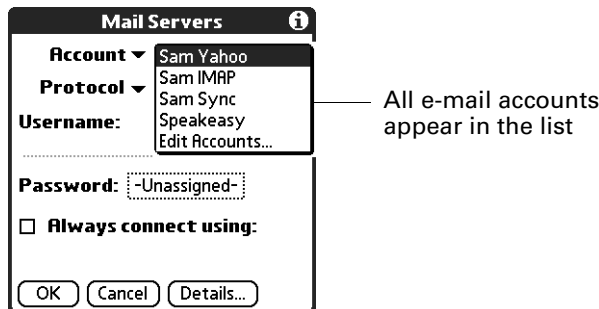 Mail Servers
Account
Sam Yahoo
Sam IMAP
Protocol
Sam Sync
Username:
Speakeasy
Edit Accounts...
All e-mail accounts
appear in the list
Password: -Unassigned-
Always connect using:
OK Cancel Details...